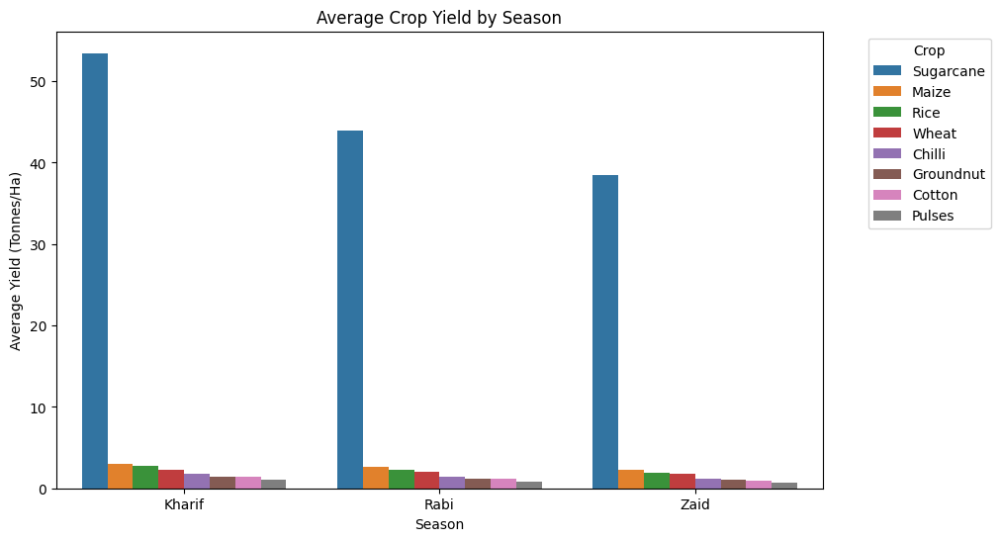 Average Crop Yield by Season
Crop
Sugarcane
Maize
Rice
Wheat
Chilli
Groundnut
Cotton
Pulses
Average Yield (Tonnes/Ha)
50
40
30
20
10
0
Kharif
Rabi
Zaid
Season